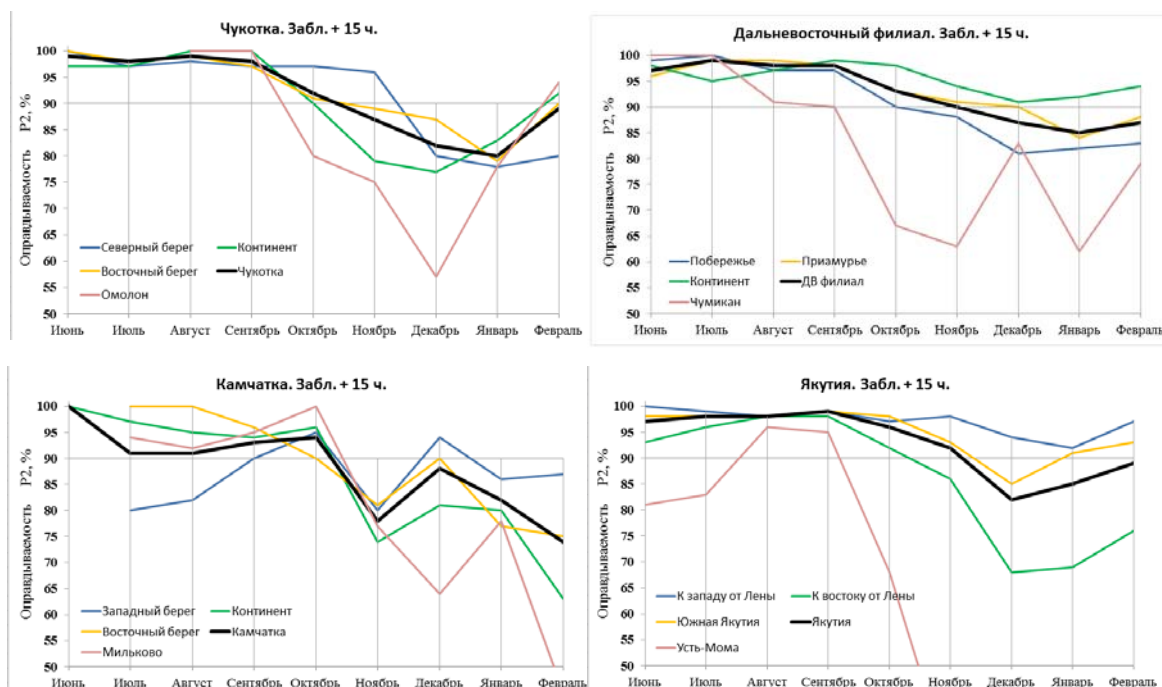 Чукотка. Забл. + 15 ч.
Оправдываемость P2, %
100
95
90
85
80
75
70
65
60
55
50
Северный берег Континент
Восточный берег Чукотка
Омолон
Июнь Июль Август Сентябрь Октябрь Ноябрь Декабрь Январь Февраль
Дальневосточный филиал. Забл. + 15 ч.
Оправдываемость P2, %
100
95
90
85
80
75
70
65
60
55
50
Побережье Приамурье
Континент ДВ филиал
Чумикан
Июнь Июль Август Сентябрь Октябрь Ноябрь Декабрь Январь Февраль
Камчатка. Забл. + 15 ч.
Оправдываемость P2, %
100
95
90
85
80
75
70
65
60
55
50
Западный берег Континент
Восточный берег Камчатка
Мильково
Июнь Июль Август Сентябрь Октябрь Ноябрь Декабрь Январь Февраль
Якутия. Забл. + 15 ч.
Оправдываемость P2, %
100
95
90
85
80
75
70
65
60
55
50
К западу от Лены К востоку от Лены
Южная Якутия Якутия
Усть-Мома
Июнь Июль Август Сентябрь Октябрь Ноябрь Декабрь Январь Февраль